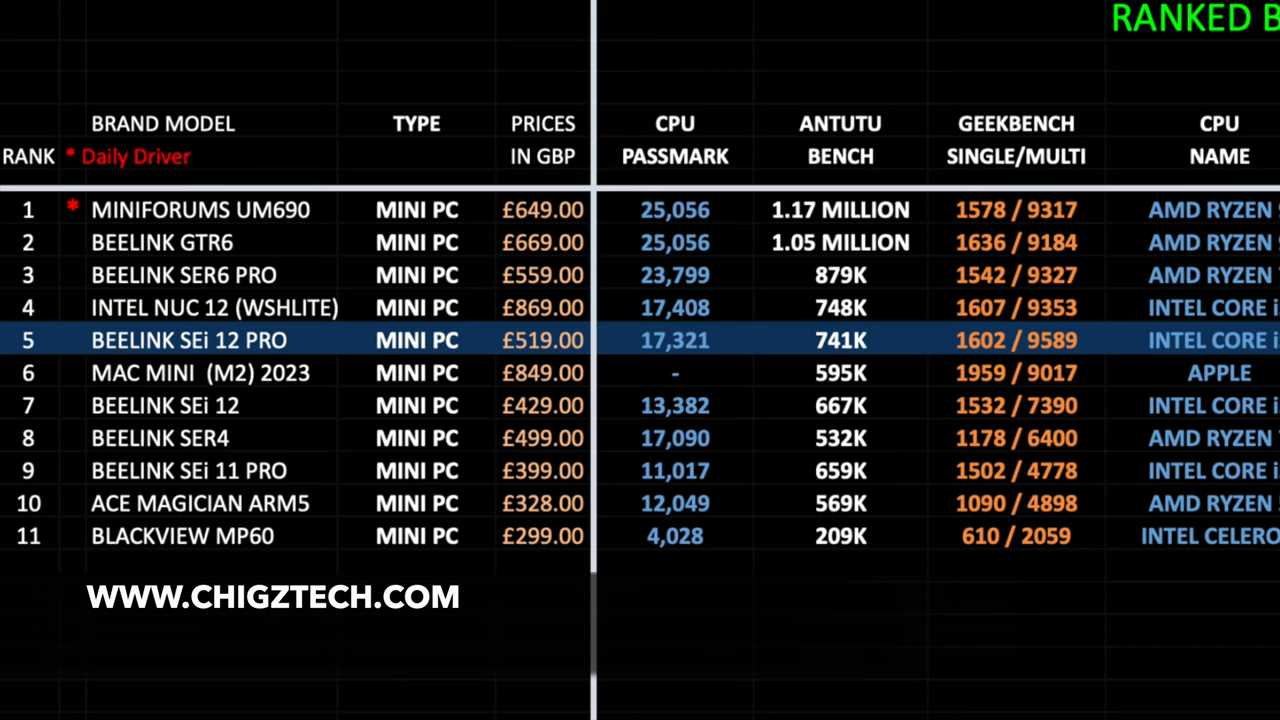 RANKED B
BRAND MODEL TYPE PRICES CPU ANTUTU GEEKBENCH CPU
RANK * Daily Driver IN GBP PASSMARK BENCH SINGLE/MULTI NAME
1 * MINIFORUMS UM690 MINI PC £649.00 25,056 1.17 MILLION 1578 / 9317 AMD RYZEN
2 BEELINK GTR6 MINI PC £669.00 25,056 1.05 MILLION 1636 / 9184 AMD RYZEN
3 BEELINK SER6 PRO MINI PC £559.00 23,799 879K 1542 / 9327 AMD RYZEN
4 INTEL NUC 12 (WSHLITE) MINI PC £869.00 17,408 748K 1607 / 9353 INTEL CORE i
5 BEELINK SEi 12 PRO MINI PC £519.00 17,321 741K 1602 / 9589 INTEL CORE i
6 MAC MINI (M2) 2023 MINI PC £849.00 - 595K 1959 / 9017 APPLE
7 BEELINK SEi 12 MINI PC £429.00 13,382 667K 1532 / 7390 INTEL CORE i
8 BEELINK SER4 MINI PC £499.00 17,090 532K 1178 / 6400 AMD RYZEN
9 BEELINK SEi 11 PRO MINI PC £399.00 11,017 659K 1502 / 4778 INTEL CORE i
10 ACE MAGICIAN ARM5 MINI PC £328.00 12,049 569K 1090 / 4898 AMD RYZEN
11 BLACKVIEW MP60 MINI PC £299.00 4,028 209K 610 / 2059 INTEL CELERO
WWW.CHIGZTECH.COM